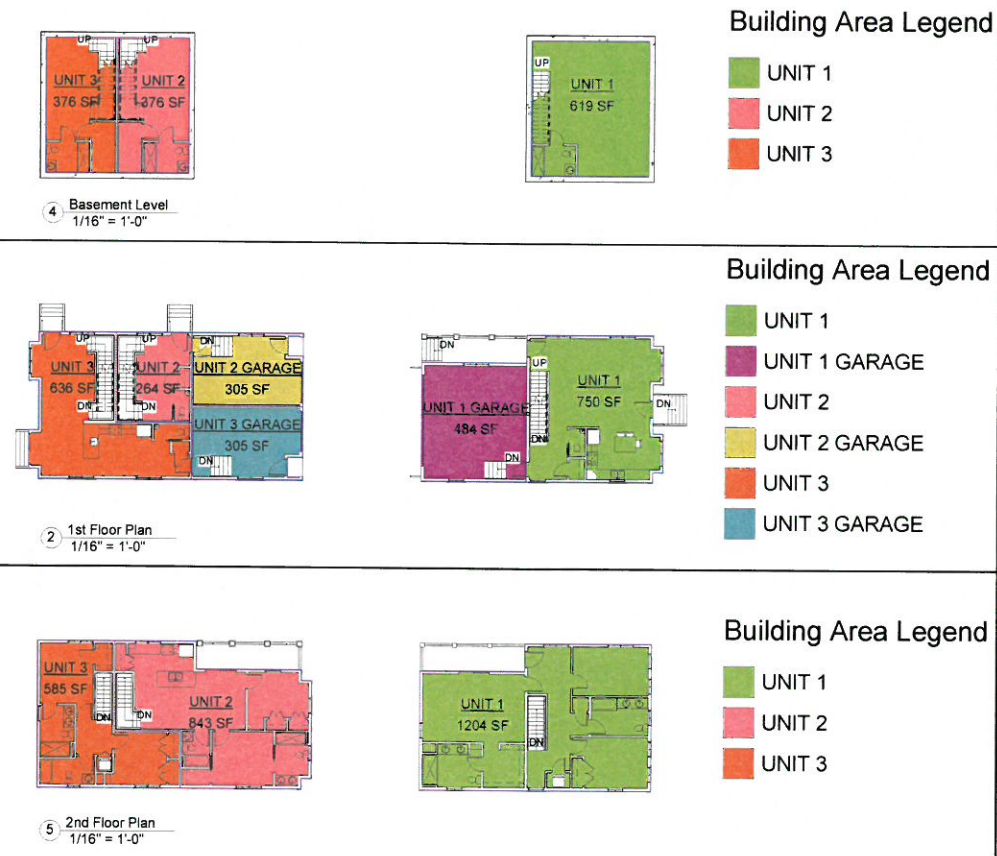 Building Area Legend
UNIT 1
UNIT 2
UNIT 3
UP
UP
UNIT 3
376 SF
UNIT 2
376 SF
UP
UNIT 1
619 SF
4 Basement Level
1/16" = 1'-0"
Building Area Legend
UNIT 1
UNIT 1 GARAGE
UNIT 2
UNIT 2 GARAGE
UNIT 3
UNIT 3 GARAGE
UP
UP
DN
UNIT 3
636 SF
UNIT 2
264 SF
UNIT 2 GARAGE
305 SF
DN
DN
UNIT 3 GARAGE
305 SF
DN
DN
UP
UNIT 1
750 SF
UNIT 1 GARAGE
484 SF
DN
DN
DN
2 1st Floor Plan
1/16" = 1'-0"
Building Area Legend
UNIT 1
UNIT 2
UNIT 3
UNIT 3
585 SF
DN
DN
UNIT 2
843 SF
UNIT 1
1204 SF
DN
5 2nd Floor Plan
1/16" = 1'-0"